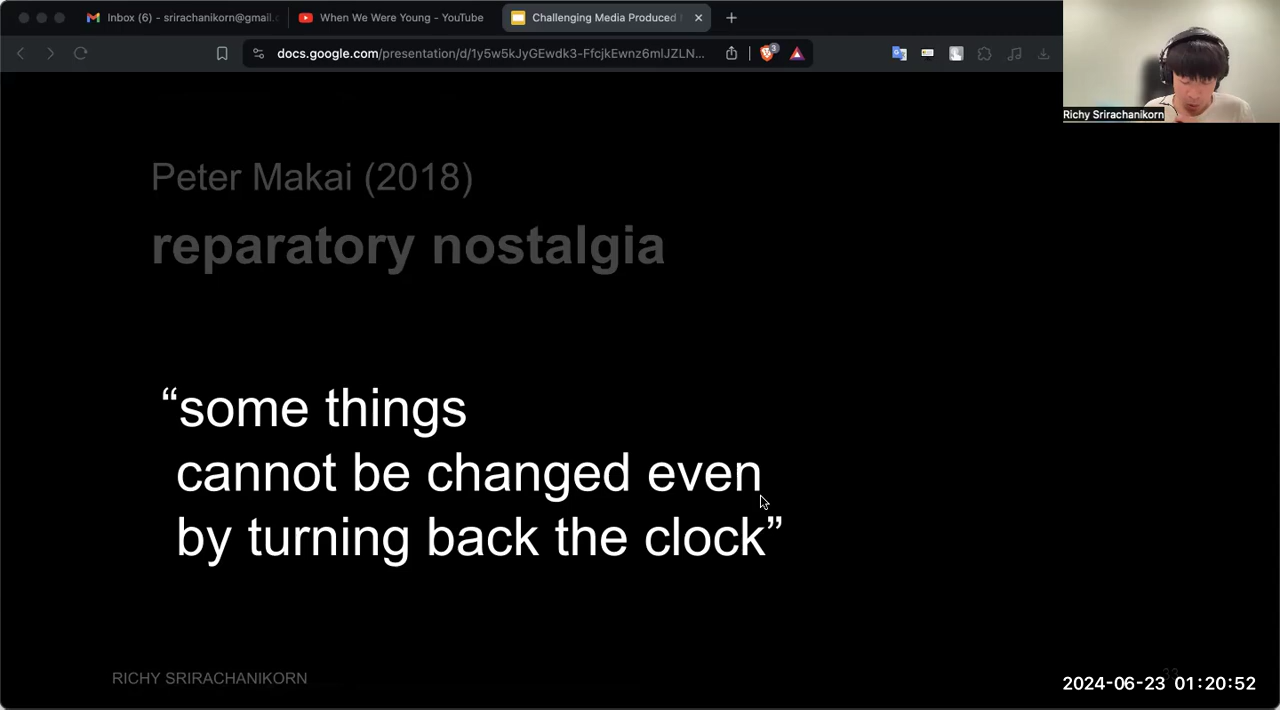 Inbox (6) - srirachanikorn@gmail.
When We Were Young - YouTube
Challenging Media Produced
docs.google.com/presentation/d/1y5w5kJyGEwdk3-FfcjkEwnz6mlJZLN...
3
Richy Srirachanikorn
Peter Makai (2018)
reparatory nostalgia
“some things
cannot be changed even
by turning back the clock”
RICHY SRIRACHANIKORN
33
2024-06-23 01:20:52